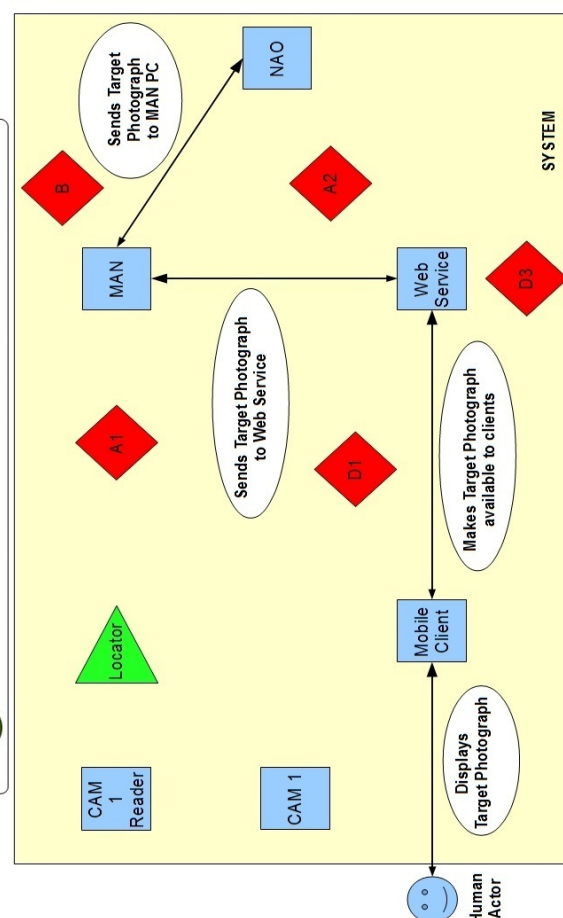 CAM
1
Reader
Locator
A1
MAN
B
Sends Target
Photograph
to MAN PC
NAO
CAM 1
Sends Target Photograph
to Web Service
D1
A2
Human
Actor
Displays
Target Photograph
Mobile
Client
Makes Target Photograph
available to clients
Web
Service
D3
SYSTEM